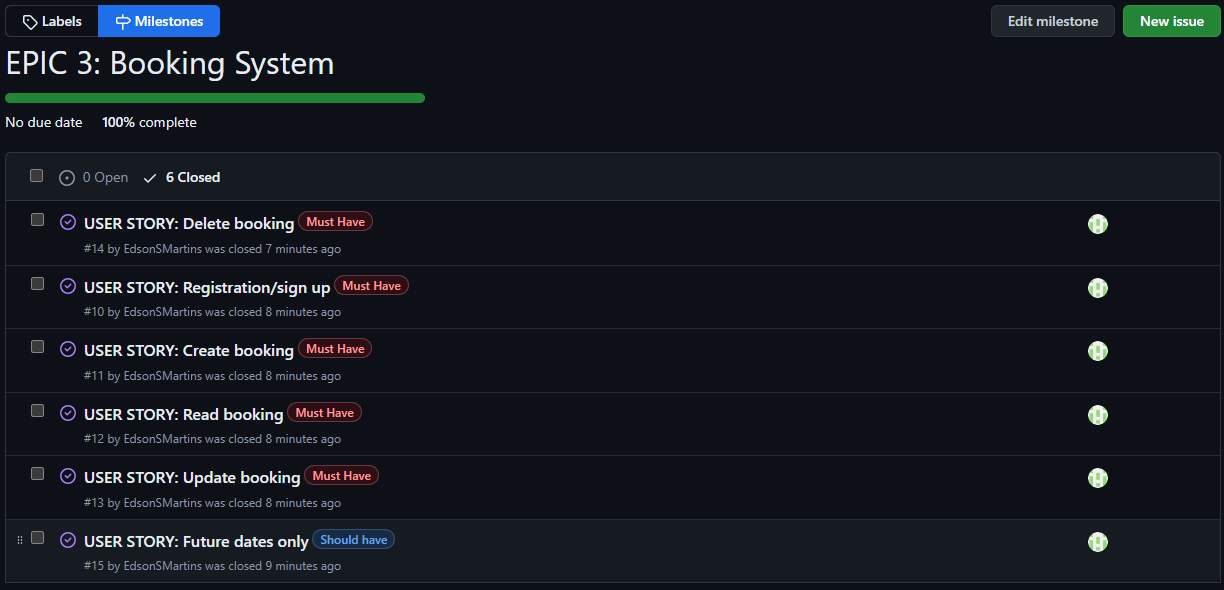 Labels Milestones Edit milestone New issue
EPIC 3: Booking System
No due date 100% complete
0 Open 6 Closed
USER STORY: Delete booking Must Have
#14 by EdsonSMartins was closed 7 minutes ago
USER STORY: Registration/sign up Must Have
#10 by EdsonSMartins was closed 8 minutes ago
USER STORY: Create booking Must Have
#11 by EdsonSMartins was closed 8 minutes ago
USER STORY: Read booking Must Have
#12 by EdsonSMartins was closed 8 minutes ago
USER STORY: Update booking Must Have
#13 by EdsonSMartins was closed 8 minutes ago
USER STORY: Future dates only Should have
#15 by EdsonSMartins was closed 9 minutes ago